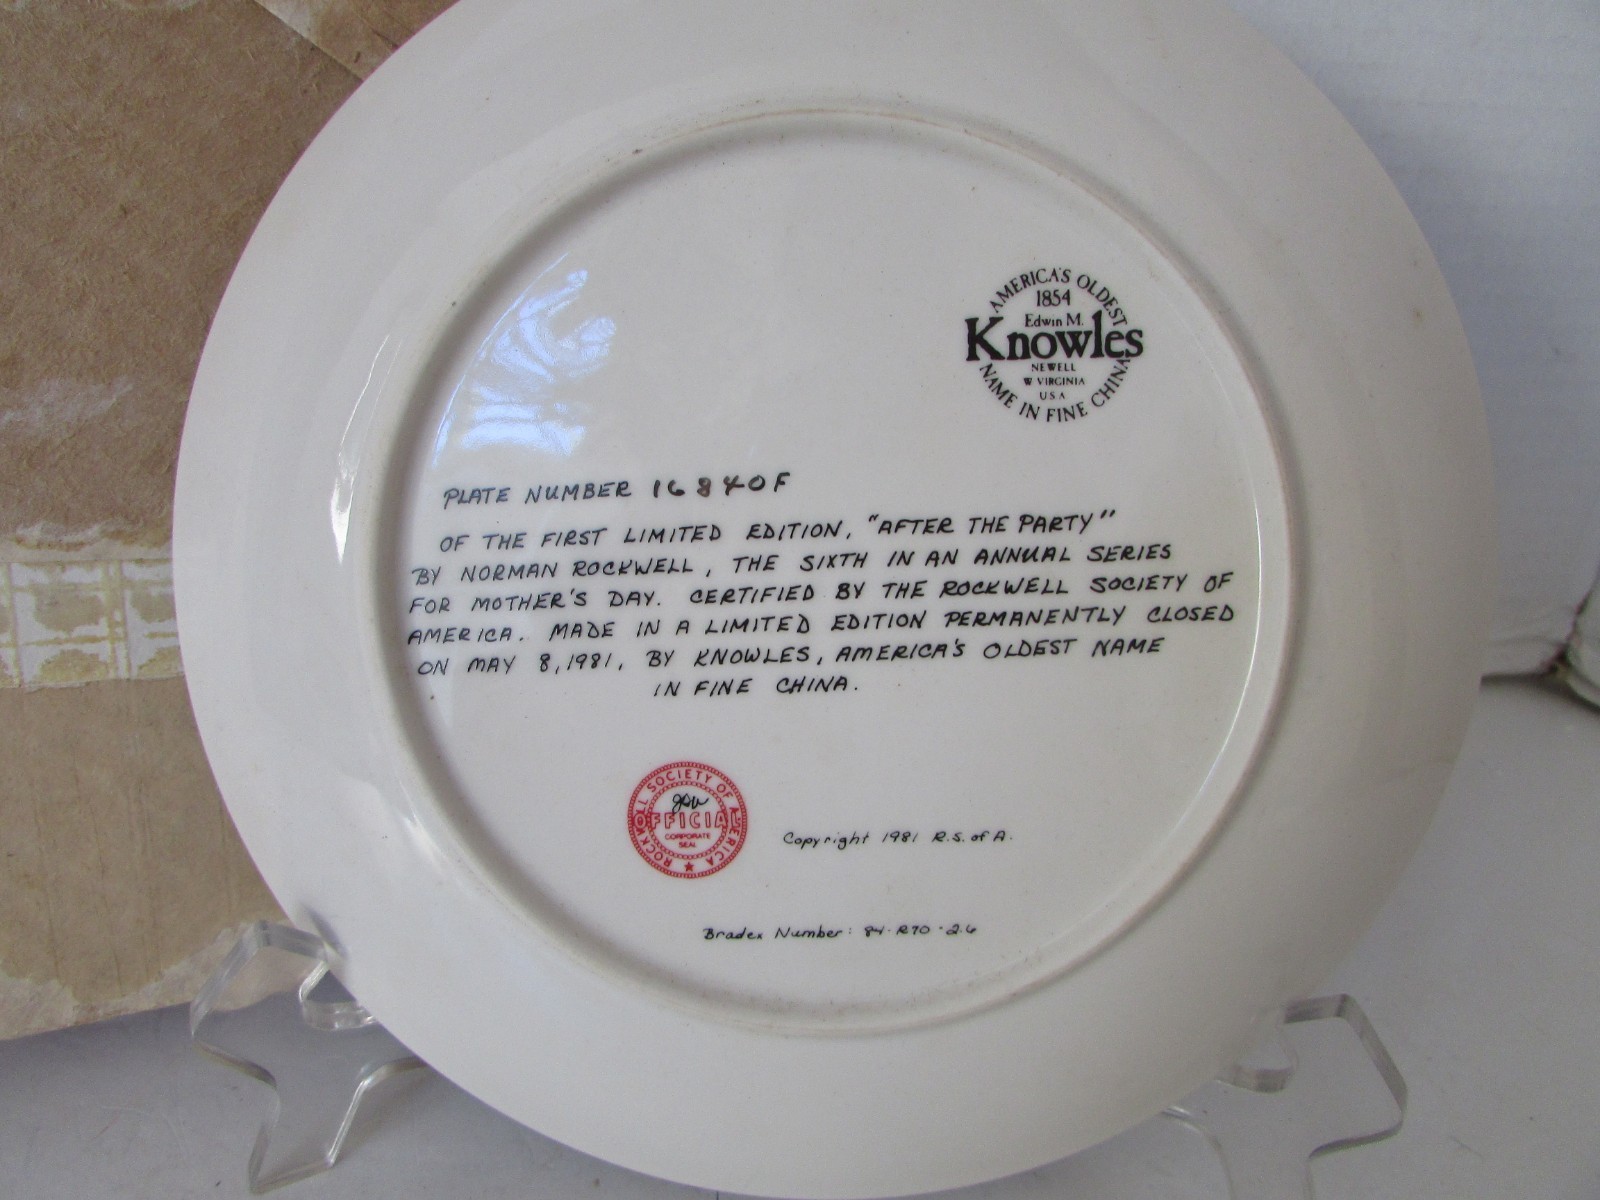 AMERICA'S OLDEST
1854
Edwin M.
Knowles
NEWELL
W VIRGINIA
USA
NAME IN FINE CHINA
PLATE NUMBER 16840F
OF THE FIRST LIMITED EDITION, "AFTER THE PARTY"
BY NORMAN ROCKWELL, THE SIXTH IN AN ANNUAL SERIES
FOR MOTHER'S DAY. CERTIFIED BY THE ROCKWELL SOCIETY OF
AMERICA. MADE IN A LIMITED EDITION PERMANENTLY CLOSED
ON MAY 8, 1981, BY KNOWLES, AMERICA'S OLDEST NAME
IN FINE CHINA.
ROCKWELL SOCIETY OF AMERICA
OFFICIAL
CORPORATE
SEAL
Copyright 1981 R.S. of A.
Bradex Number: 84-R70-2.6